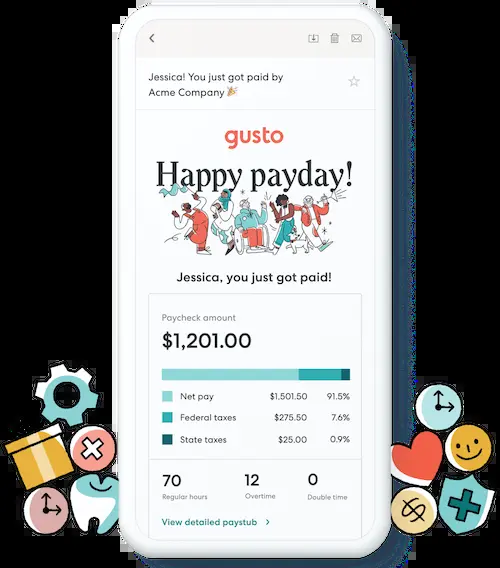 Jessica! You just got paid by
Acme Company 🎉
gusto
Happy payday!
Jessica, you just got paid!
Paycheck amount
$1,201.00
Net pay $1,501.50 91.5%
Federal taxes $275.50 7.6%
State taxes $25.00 0.9%
70 12 0
Regular hours Overtime Double time
View detailed paystub >